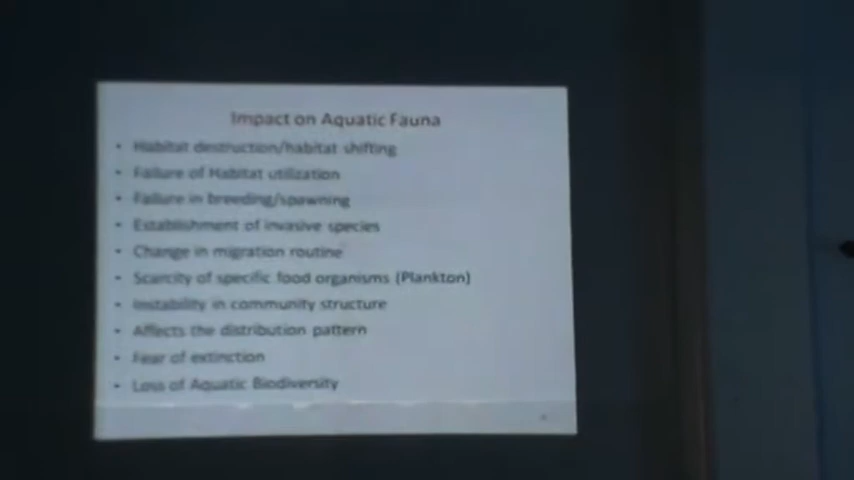 Impact on Aquatic Fauna
• Habitat destruction/habitat shifting
• Failure of Habitat utilization
• Failure in breeding/spawning
• Establishment of invasive species
• Change in migration routine
• Scarcity of specific food organisms (Plankton)
• Instability in community structure
• Affects the distribution pattern
• Fear of extinction
• Loss of Aquatic Biodiversity